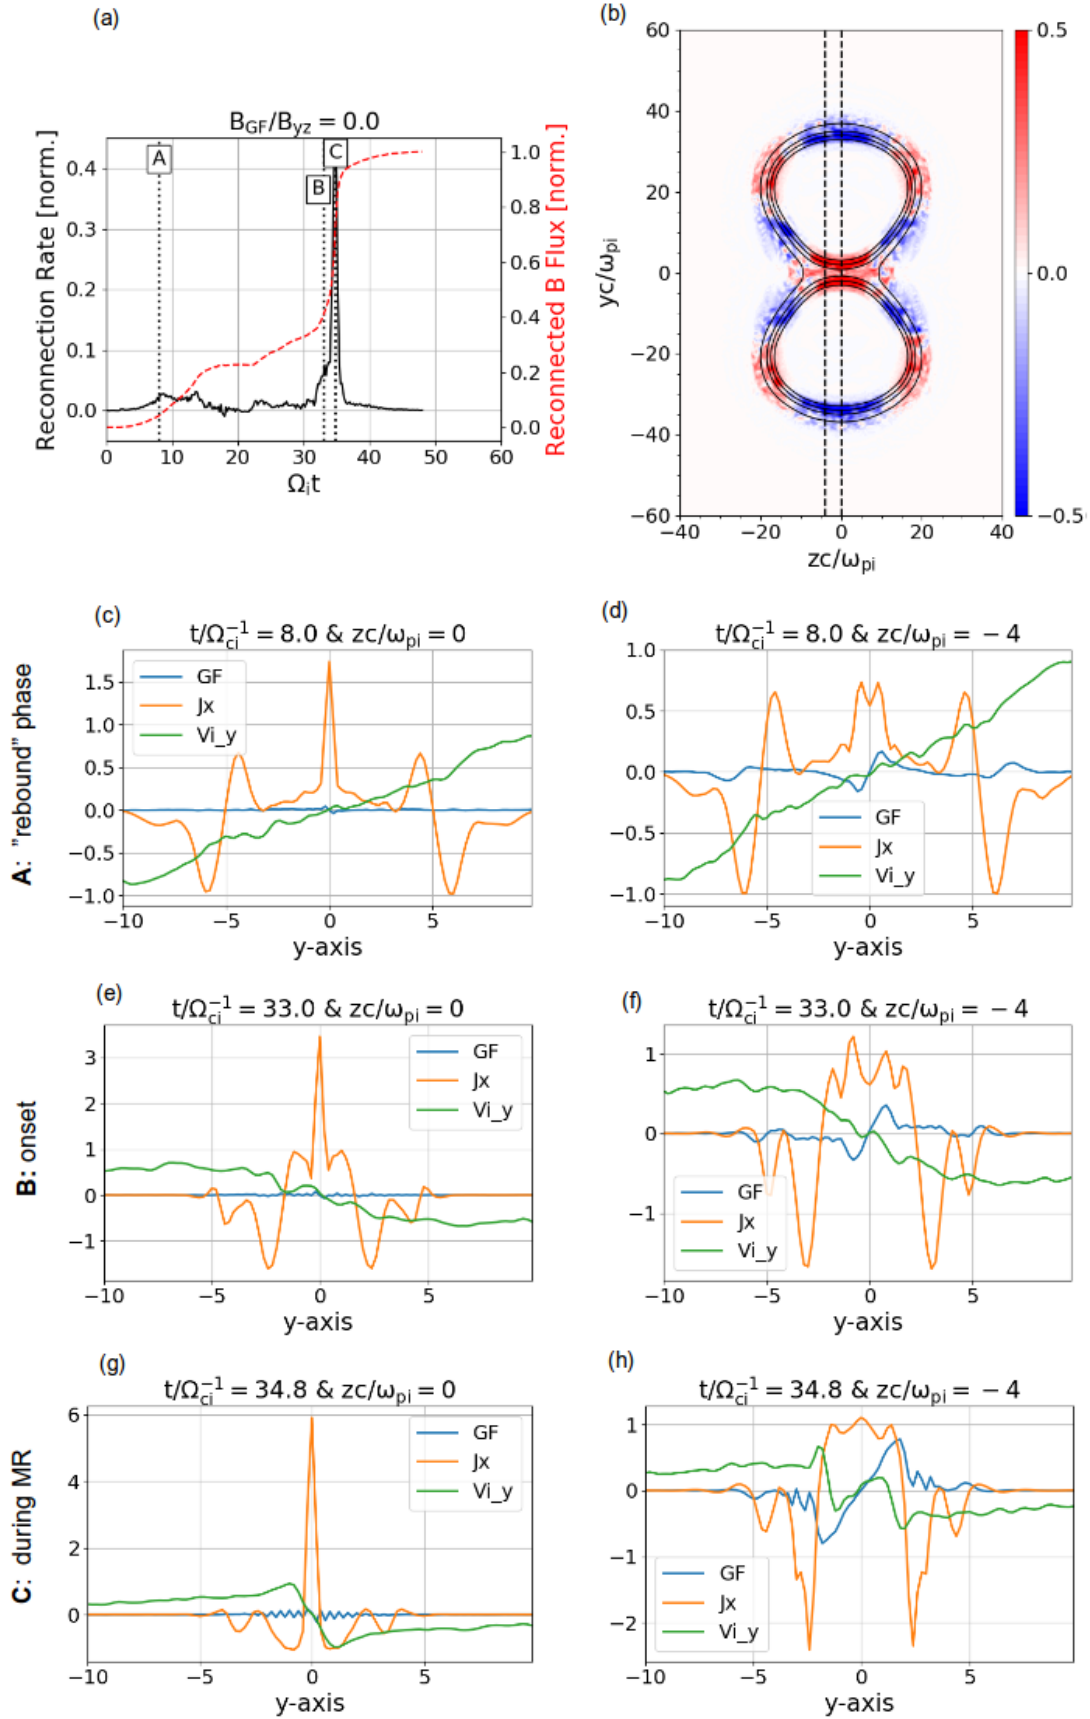 (a)
B_GF/B_yz = 0.0
Reconnection Rate [norm.]
0.4
0.3
0.2
0.1
0.0
A
B
C
1.0
0.8
0.6
0.4
0.2
0.0
Reconnected B Flux [norm.]
0 10 20 30 40 50 60
Ω_it
(b)
yc/ω_pi
60
40
20
0
−20
−40
−60
−40 −20 0 20 40
zc/ω_pi
0.5
0.0
−0.5
A: "rebound" phase
(c)
t/Ω_ci^−1 = 8.0 & zc/ω_pi = 0
GF
Jx
Vi_y
1.5
1.0
0.5
0.0
−0.5
−1.0
−10 −5 0 5
y-axis
(d)
t/Ω_ci^−1 = 8.0 & zc/ω_pi = −4
1.0
0.5
0.0
−0.5
−1.0
GF
Jx
Vi_y
−10 −5 0 5
y-axis
B: onset
(e)
t/Ω_ci^−1 = 33.0 & zc/ω_pi = 0
GF
Jx
Vi_y
3
2
1
0
−1
−10 −5 0 5
y-axis
(f)
t/Ω_ci^−1 = 33.0 & zc/ω_pi = −4
1
0
−1
GF
Jx
Vi_y
−10 −5 0 5
y-axis
C: during MR
(g)
t/Ω_ci^−1 = 34.8 & zc/ω_pi = 0
GF
Jx
Vi_y
6
4
2
0
−10 −5 0 5
y-axis
(h)
t/Ω_ci^−1 = 34.8 & zc/ω_pi = −4
1
0
−1
−2
GF
Jx
Vi_y
−10 −5 0 5
y-axis